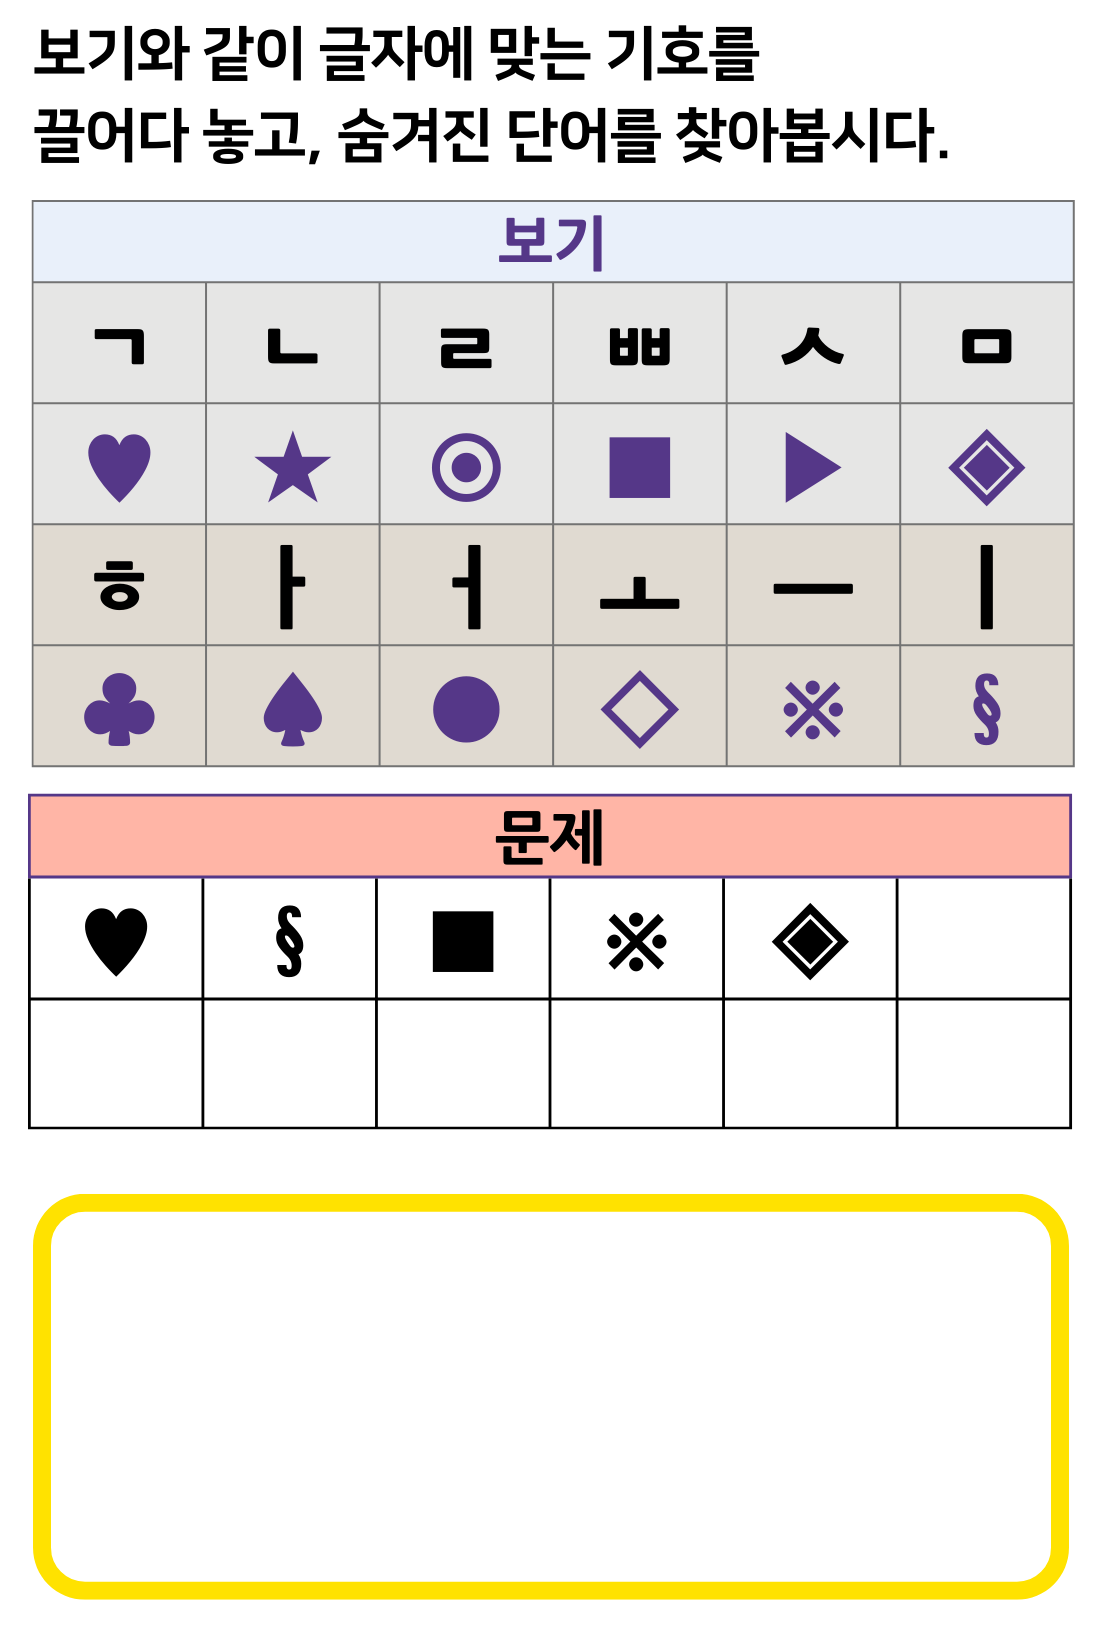 보기와 같이 글자에 맞는 기호를
끌어다 놓고, 숨겨진 단어를 찾아봅시다.
보기
ㄱ ㄴ ㄹ ㅃ ㅅ ㅁ
♥ ★ ◉ ■ ▶ ◈
ㅎ ㅏ ㅓ ㅗ ㅡ ㅣ
♣ ♠ ● ◇ ※ §
문제
♥ § ■ ※ ◈